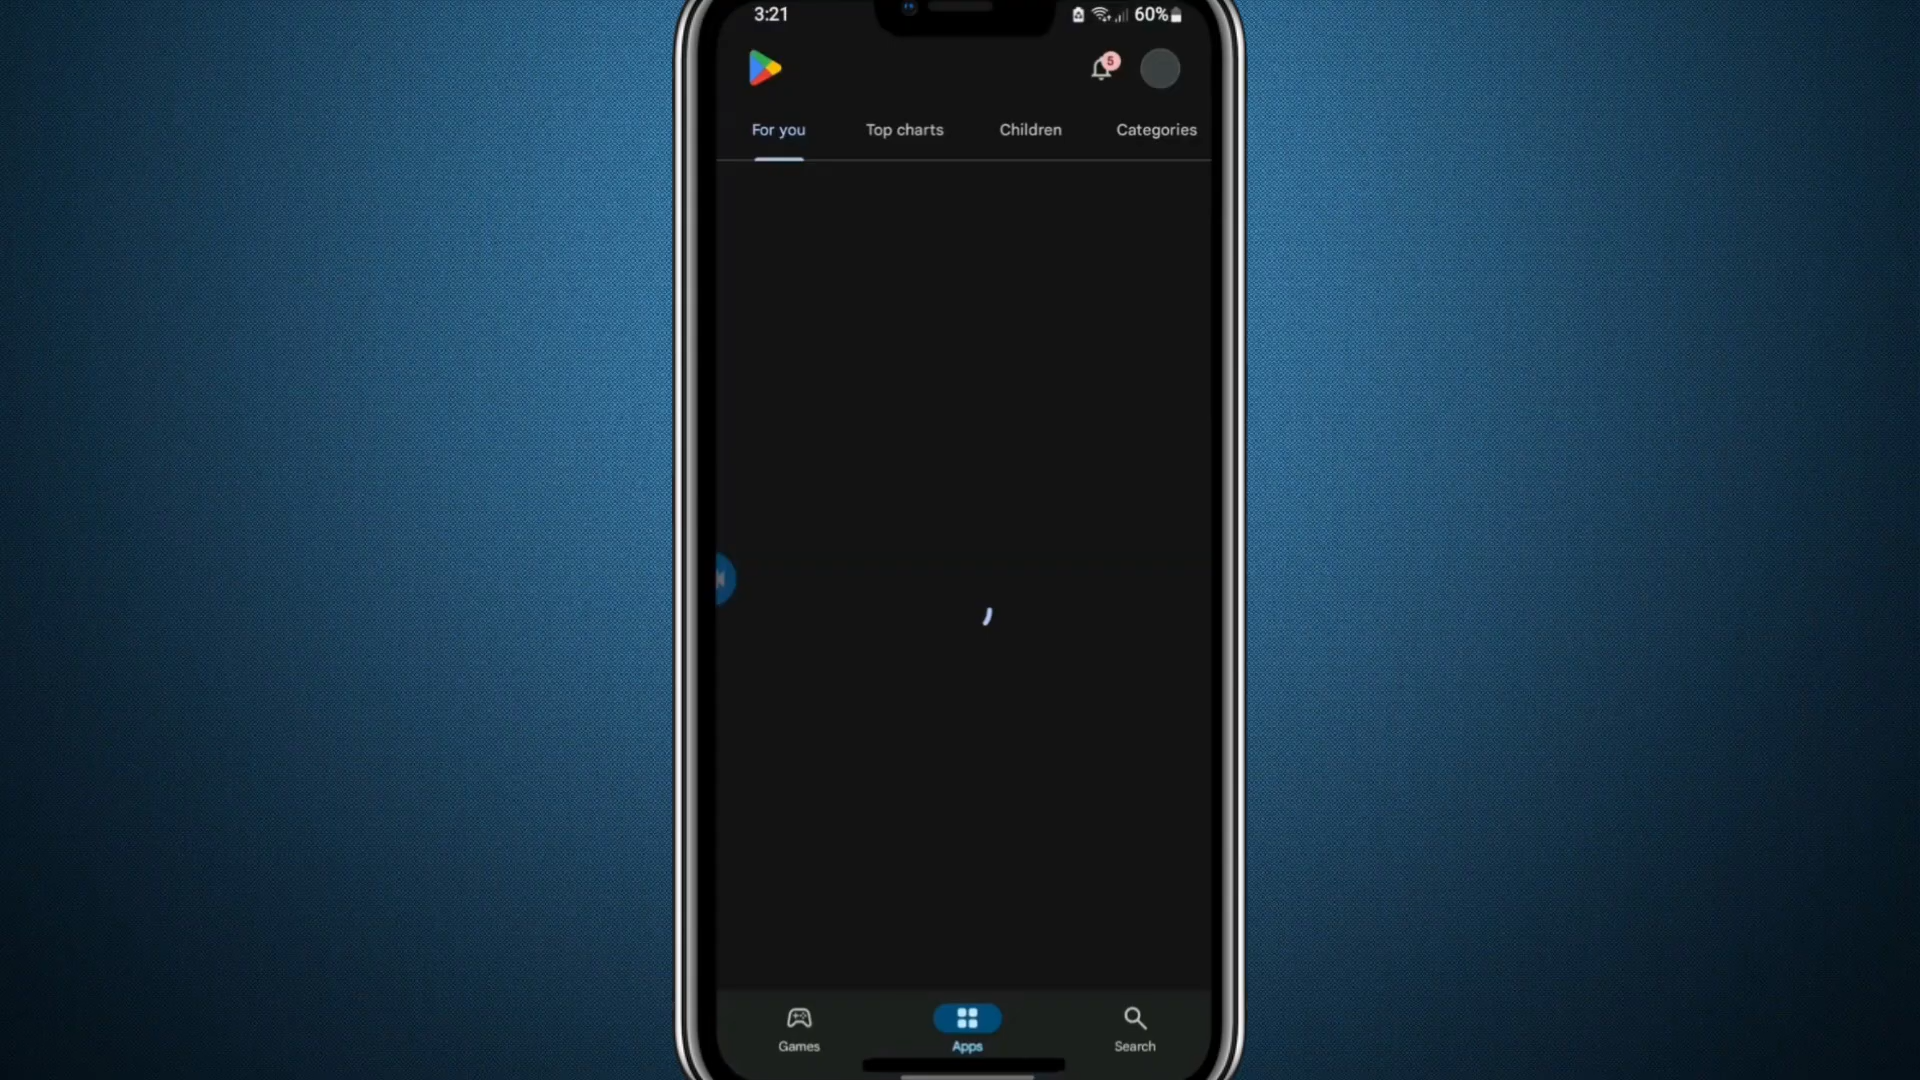 3:21
60%
5
For you
Top charts
Children
Categories
Games
Apps
Search